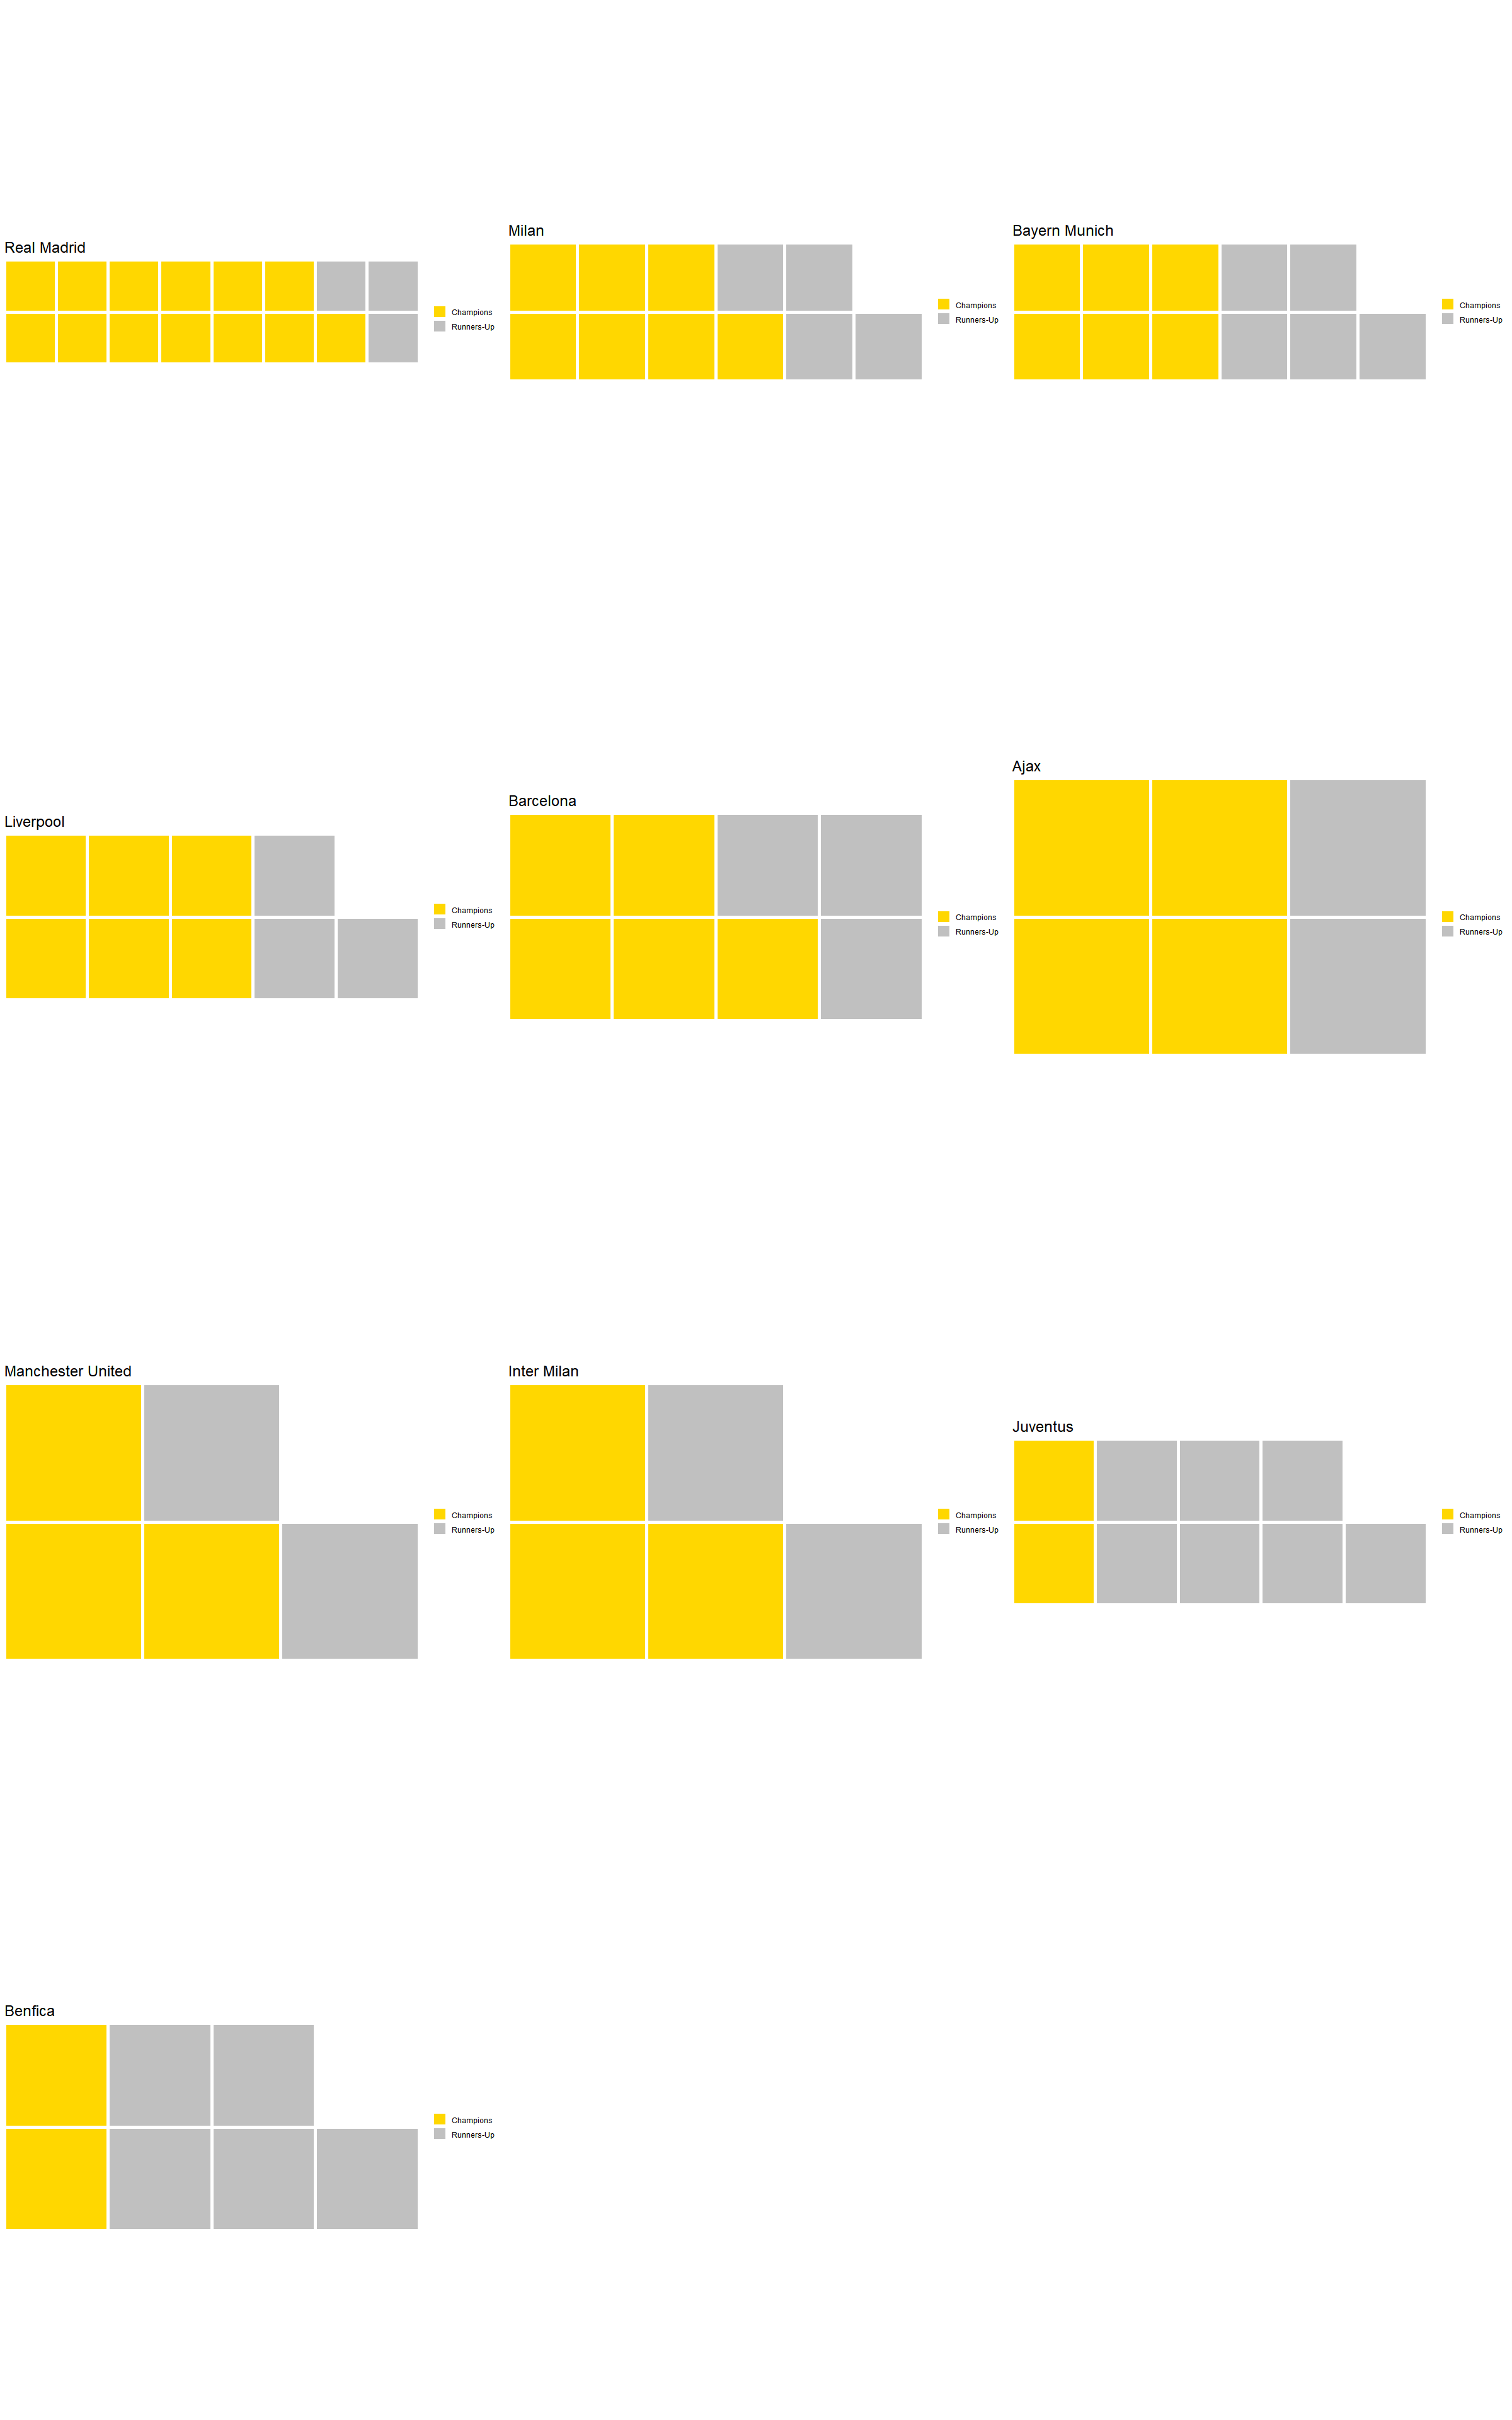 Real Madrid
Champions
Runners-Up
Milan
Champions
Runners-Up
Bayern Munich
Champions
Runners-Up
Liverpool
Champions
Runners-Up
Barcelona
Champions
Runners-Up
Ajax
Champions
Runners-Up
Manchester United
Champions
Runners-Up
Inter Milan
Champions
Runners-Up
Juventus
Champions
Runners-Up
Benfica
Champions
Runners-Up